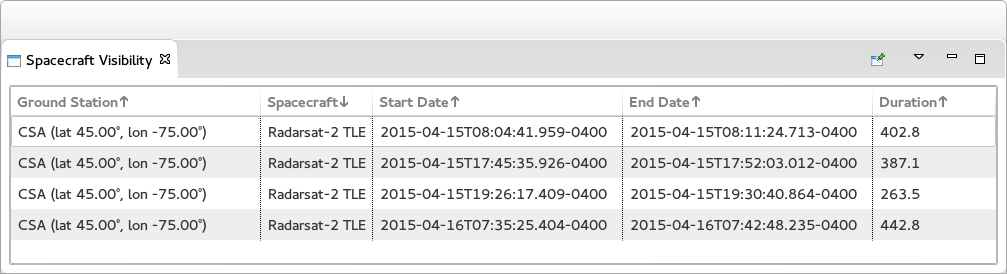 Spacecraft Visibility
Ground Station↑ Spacecraft↓ Start Date↑ End Date↑ Duration↑
CSA (lat 45.00°, lon -75.00°) Radarsat-2 TLE 2015-04-15T08:04:41.959-0400 2015-04-15T08:11:24.713-0400 402.8
CSA (lat 45.00°, lon -75.00°) Radarsat-2 TLE 2015-04-15T17:45:35.926-0400 2015-04-15T17:52:03.012-0400 387.1
CSA (lat 45.00°, lon -75.00°) Radarsat-2 TLE 2015-04-15T19:26:17.409-0400 2015-04-15T19:30:40.864-0400 263.5
CSA (lat 45.00°, lon -75.00°) Radarsat-2 TLE 2015-04-16T07:35:25.404-0400 2015-04-16T07:42:48.235-0400 442.8